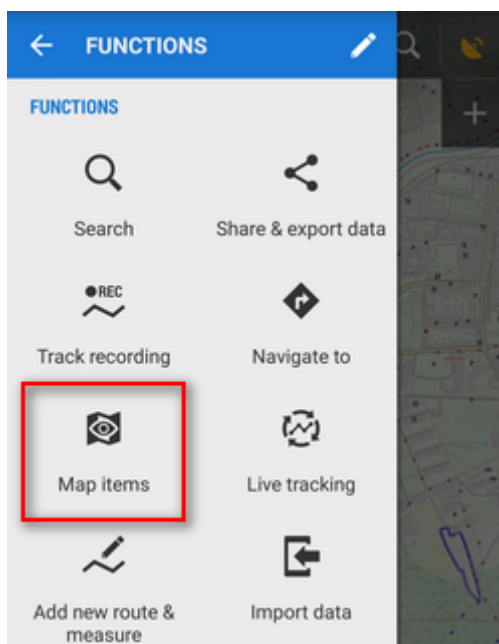 FUNCTIONS
FUNCTIONS
Search
Share & export data
REC
Track recording
Navigate to
Map items
Live tracking
Add new route &
measure
Import data